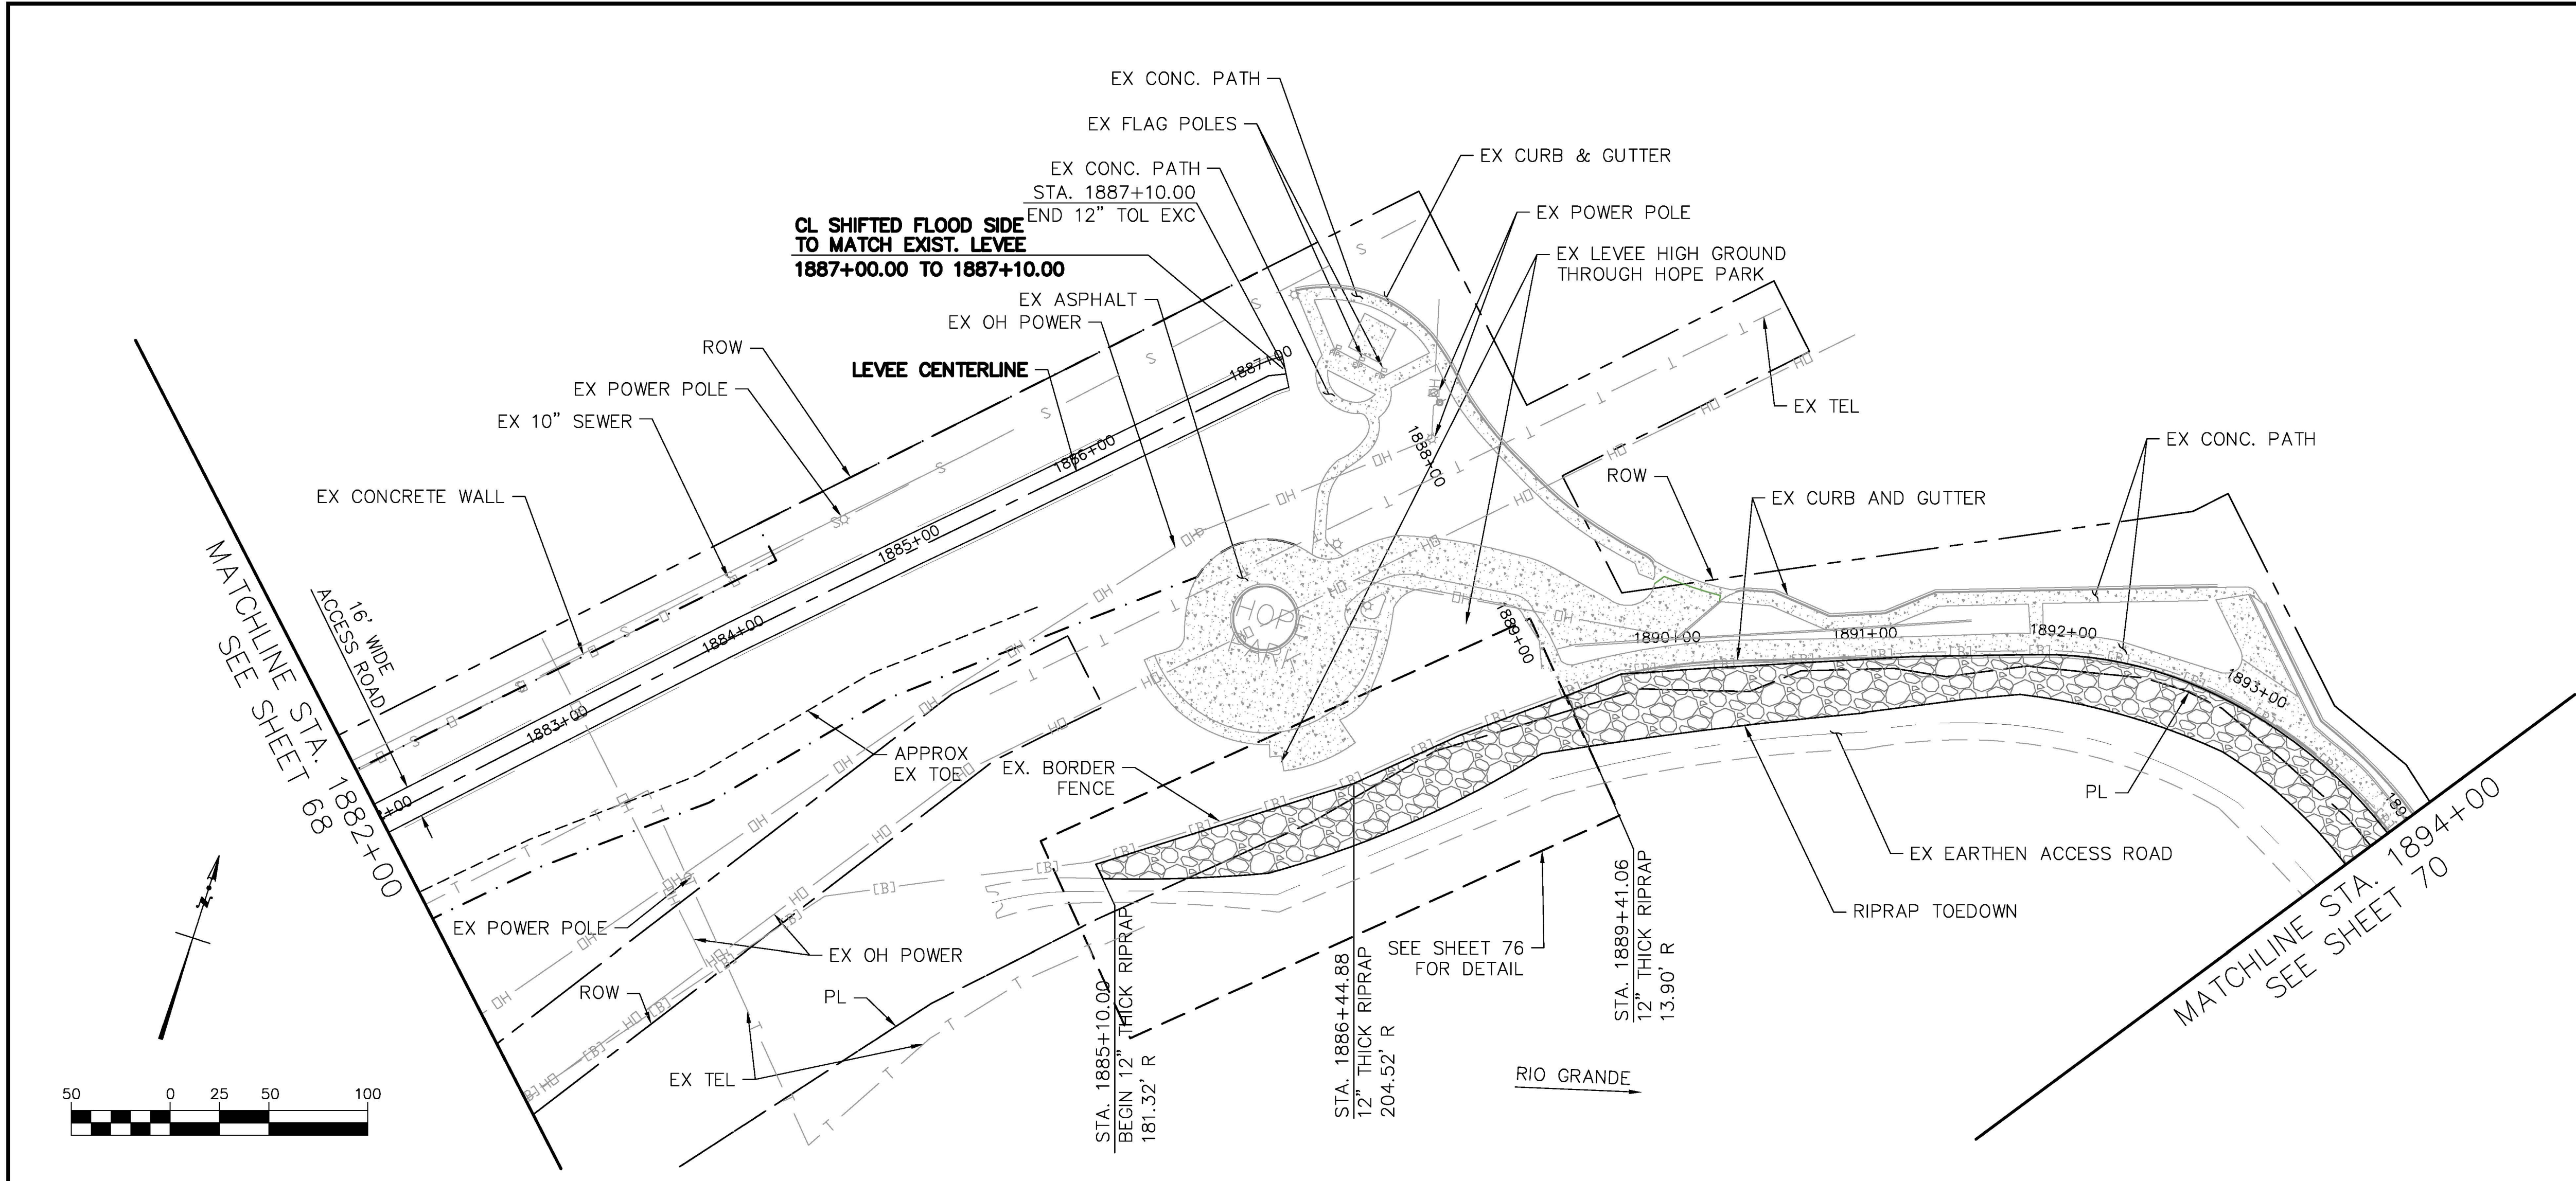 EX CONC. PATH
EX FLAG POLES
EX CONC. PATH
STA. 1887+10.00
END 12" TOL EXC
CL SHIFTED FLOOD SIDE
TO MATCH EXIST. LEVEE
1887+00.00 TO 1887+10.00
EX ASPHALT
EX OH POWER
LEVEE CENTERLINE
ROW
EX POWER POLE
EX 10" SEWER
EX CONCRETE WALL
EX CURB & GUTTER
EX POWER POLE
EX LEVEE HIGH GROUND
THROUGH HOPE PARK
EX TEL
EX CONC. PATH
ROW
EX CURB AND GUTTER
MATCHLINE STA. 1882+00
SEE SHEET 68
16' WIDE
ACCESS ROAD
1883+00
1884+00
1885+00
1886+00
1887+00
1888+00
1889+00
1890+00
1891+00
1892+00
1893+00
HOPE
APPROX
EX TOE
EX. BORDER
FENCE
EX POWER POLE
EX OH POWER
ROW
PL
EX TEL
STA. 1885+10.00
BEGIN 12" THICK RIPRAP
181.32' R
STA. 1886+44.88
12" THICK RIPRAP
204.52' R
SEE SHEET 76
FOR DETAIL
STA. 1889+41.06
12" THICK RIPRAP
13.90' R
RIO GRANDE
PL
EX EARTHEN ACCESS ROAD
RIPRAP TOEDOWN
MATCHLINE STA. 1894+00
SEE SHEET 70
N
50 0 25 50 100